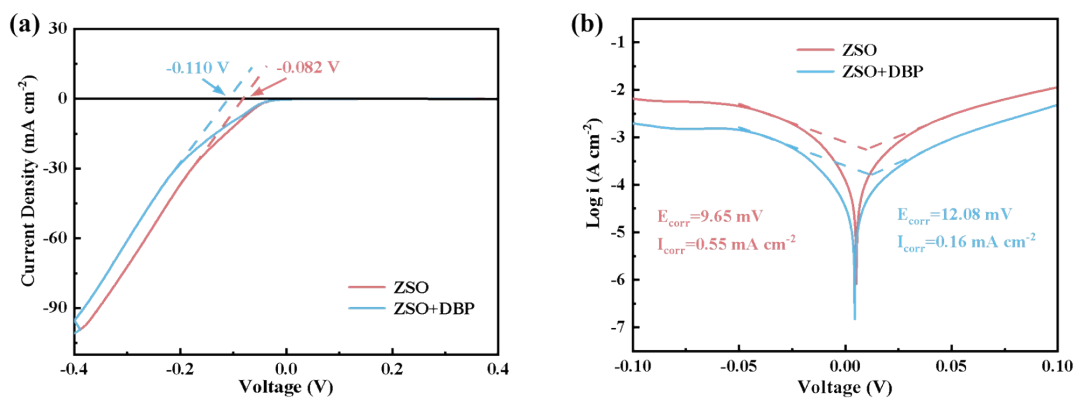 (a)
30
0
-30
-60
-90
-0.4
-0.2
0.0
0.2
0.4
Current Density (mA cm⁻²)
Voltage (V)
-0.110 V
-0.082 V
ZSO
ZSO+DBP
(b)
-1
-2
-3
-4
-5
-6
-7
-0.10
-0.05
0.00
0.05
0.10
Log i (A cm⁻²)
Voltage (V)
ZSO
ZSO+DBP
E_corr=9.65 mV
I_corr=0.55 mA cm⁻²
E_corr=12.08 mV
I_corr=0.16 mA cm⁻²